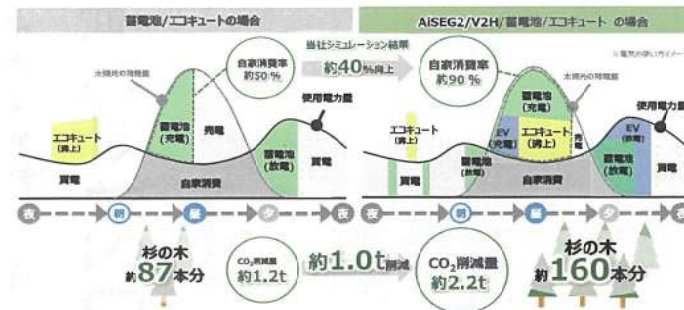 蓄電池/エコキュートの場合
太陽光の発電量
自家消費率
約50%
使用電力量
エコキュート
(沸上)
蓄電池
(充電)
売電
蓄電池
(放電)
買電
買電
自家消費
夜
朝
昼
夕
夜
当社シミュレーション結果
約40%向上
AiSEG2/V2H/蓄電池/エコキュート の場合
※電気の使い方イメージ
自家消費率
約90%
太陽光の発電量
使用電力量
エコキュート
(沸上)
蓄電池
(充電)
EV
(充電)
エコキュート
(沸上)
売電
EV
(放電)
蓄電池
(放電)
蓄電池
(放電)
買電
買電
自家消費
朝
昼
夕
夜
杉の木
約87本分
CO₂削減量
約1.2t
約1.0t削減
CO₂削減量
約2.2t
杉の木
約160本分